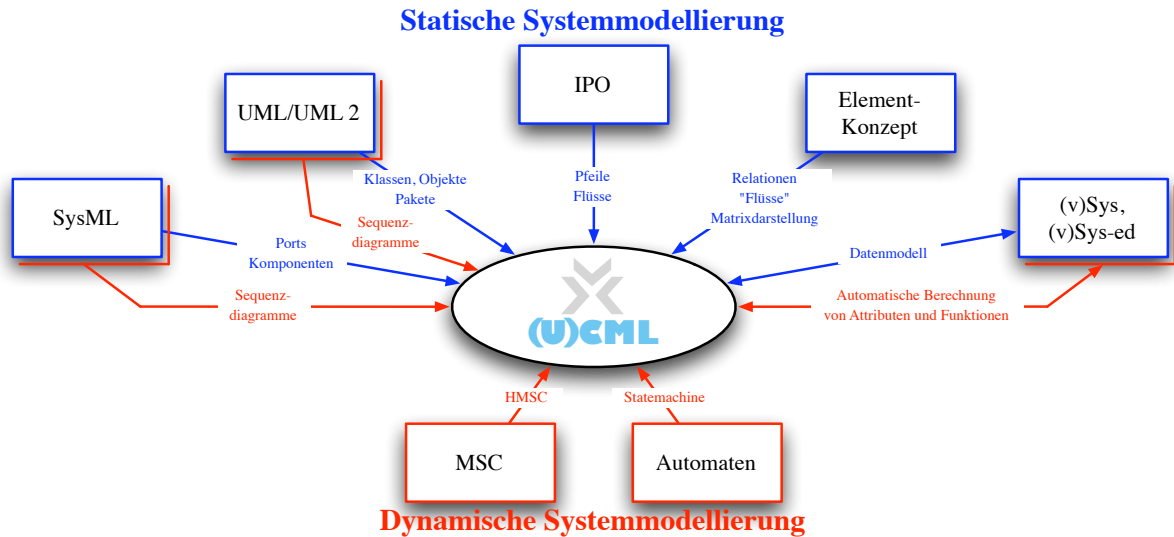 Statische Systemmodellierung
IPO
UML/UML 2
Element-
Konzept
SysML
(v)Sys,
(v)Sys-ed
Klassen, Objekte
Pakete
Pfeile
Flüsse
Relationen
"Flüsse"
Matrixdarstellung
Sequenz-
diagramme
Ports
Komponenten
Datenmodell
Sequenz-
diagramme
Automatische Berechnung
von Attributen und Funktionen
(U)CML
HMSC
Statemachine
MSC
Automaten
Dynamische Systemmodellierung